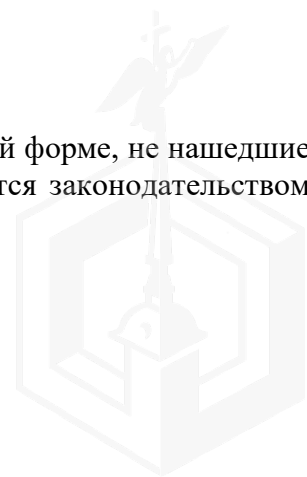 й форме, не нашедшие
тся законодательством